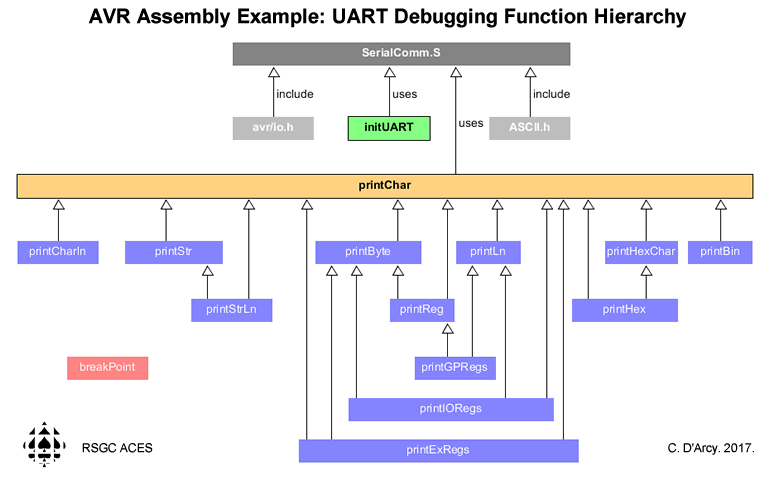 AVR Assembly Example: UART Debugging Function Hierarchy
SerialComm.S
include
uses
include
avr/io.h
initUART
uses
ASCII.h
printChar
printCharln
printStr
printByte
printLn
printHexChar
printBin
printStrLn
printReg
printHex
breakPoint
printGPRegs
printIORegs
RSGC ACES
printExRegs
C. D'Arcy. 2017.